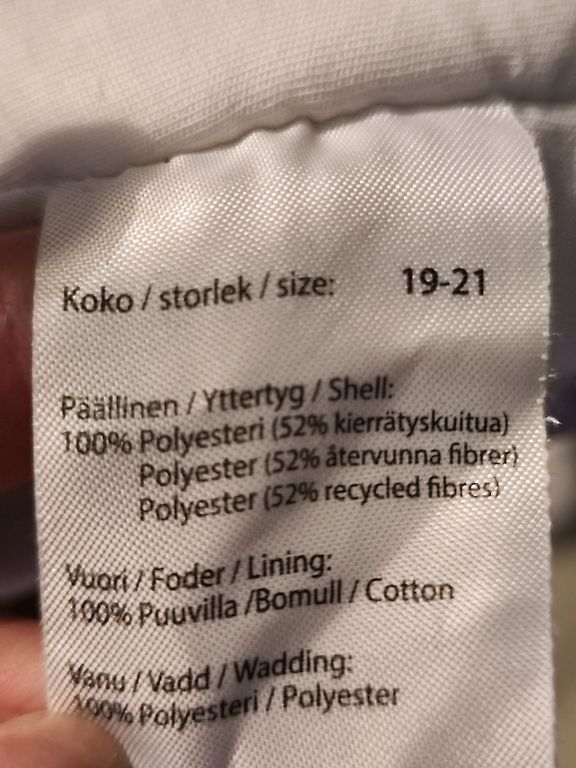 Koko / storlek / size: 19-21
Päällinen / Yttertyg / Shell:
100% Polyesteri (52% kierrätyskuitua)
Polyester (52% återvunna fibrer)
Polyester (52% recycled fibres)
Vuori / Foder / Lining:
100% Puuvilla /Bomull / Cotton
Vanu / Vadd / Wadding:
100% Polyesteri / Polyester